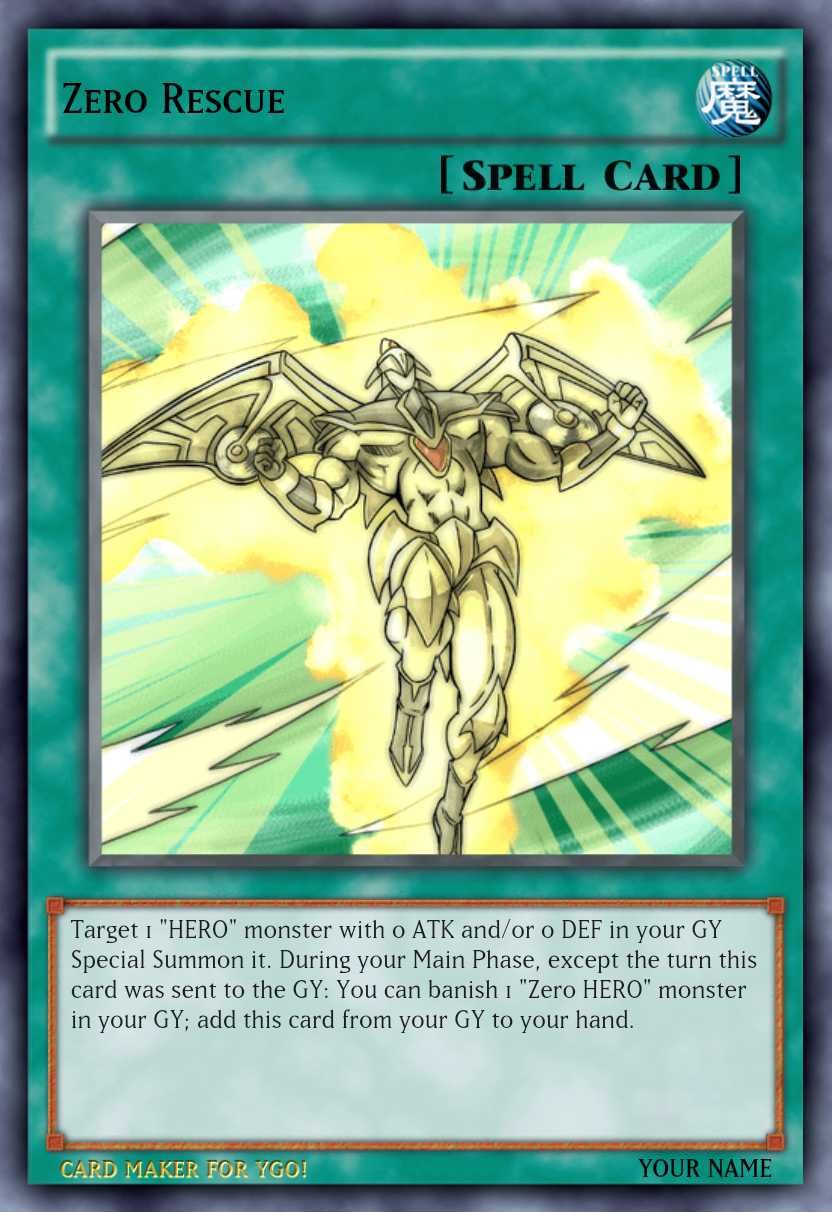 Zero Rescue
SPELL
魔
[ Spell Card ]
Target 1 "HERO" monster with 0 ATK and/or 0 DEF in your GY
Special Summon it. During your Main Phase, except the turn this
card was sent to the GY: You can banish 1 "Zero HERO" monster
in your GY; add this card from your GY to your hand.
CARD MAKER FOR YGO!
YOUR NAME